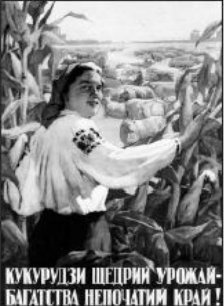 КУКУРУДЗИ ЩЕДРИЙ УРОЖАЙ-
БАГАТСТВА НЕПОЧАТИЙ КРАЙ!